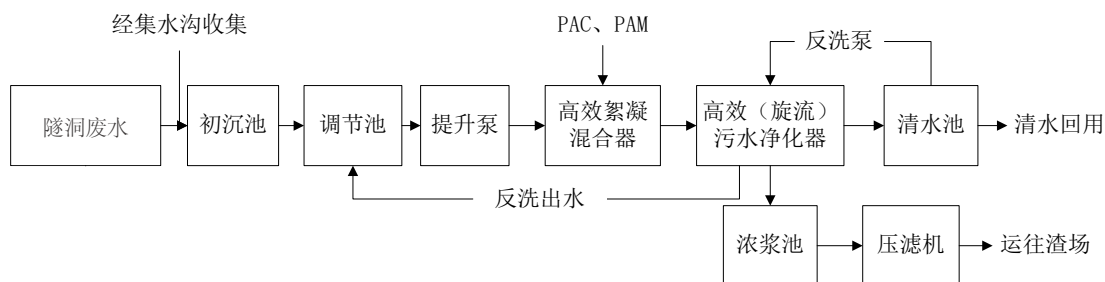 经集水沟收集
PAC、PAM
反洗泵
隧洞废水
初沉池
调节池
提升泵
高效絮凝
混合器
高效（旋流）
污水净化器
清水池
清水回用
反洗出水
浓浆池
压滤机
运往渣场